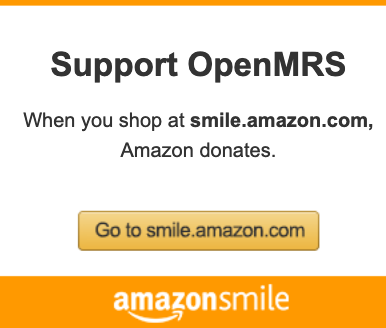 Support OpenMRS
When you shop at smile.amazon.com,
Amazon donates.
Go to smile.amazon.com
amazonsmile